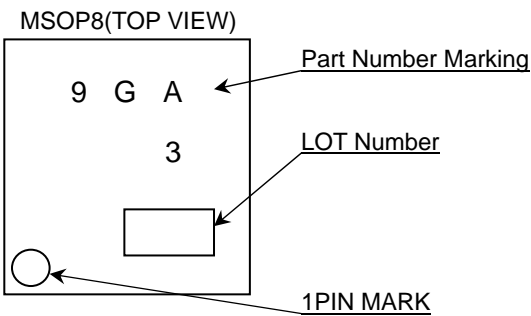 MSOP8(TOP VIEW)
Part Number Marking
9 G A
3
LOT Number
1PIN MARK